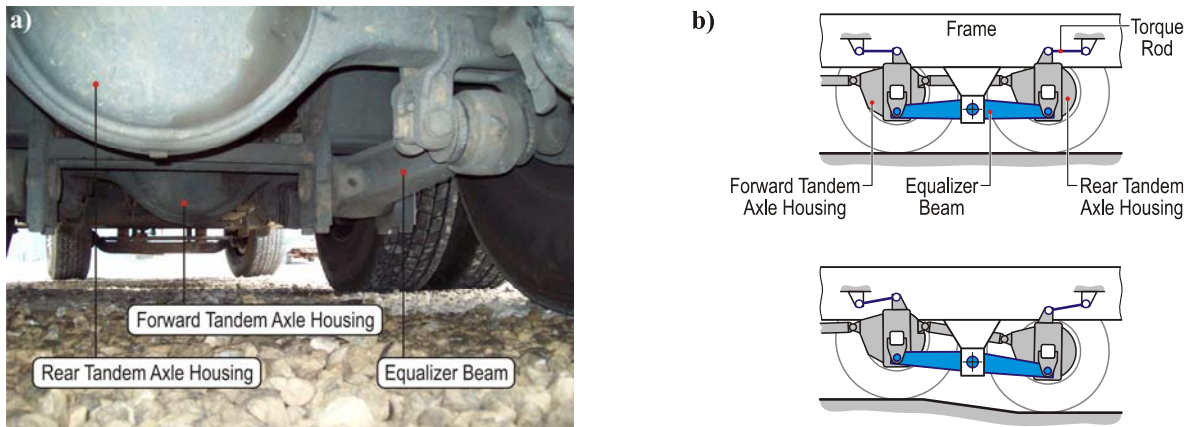 a)
Forward Tandem Axle Housing
Rear Tandem Axle Housing
Equalizer Beam
b)
Frame
Torque
Rod
Forward Tandem
Axle Housing
Equalizer
Beam
Rear Tandem
Axle Housing